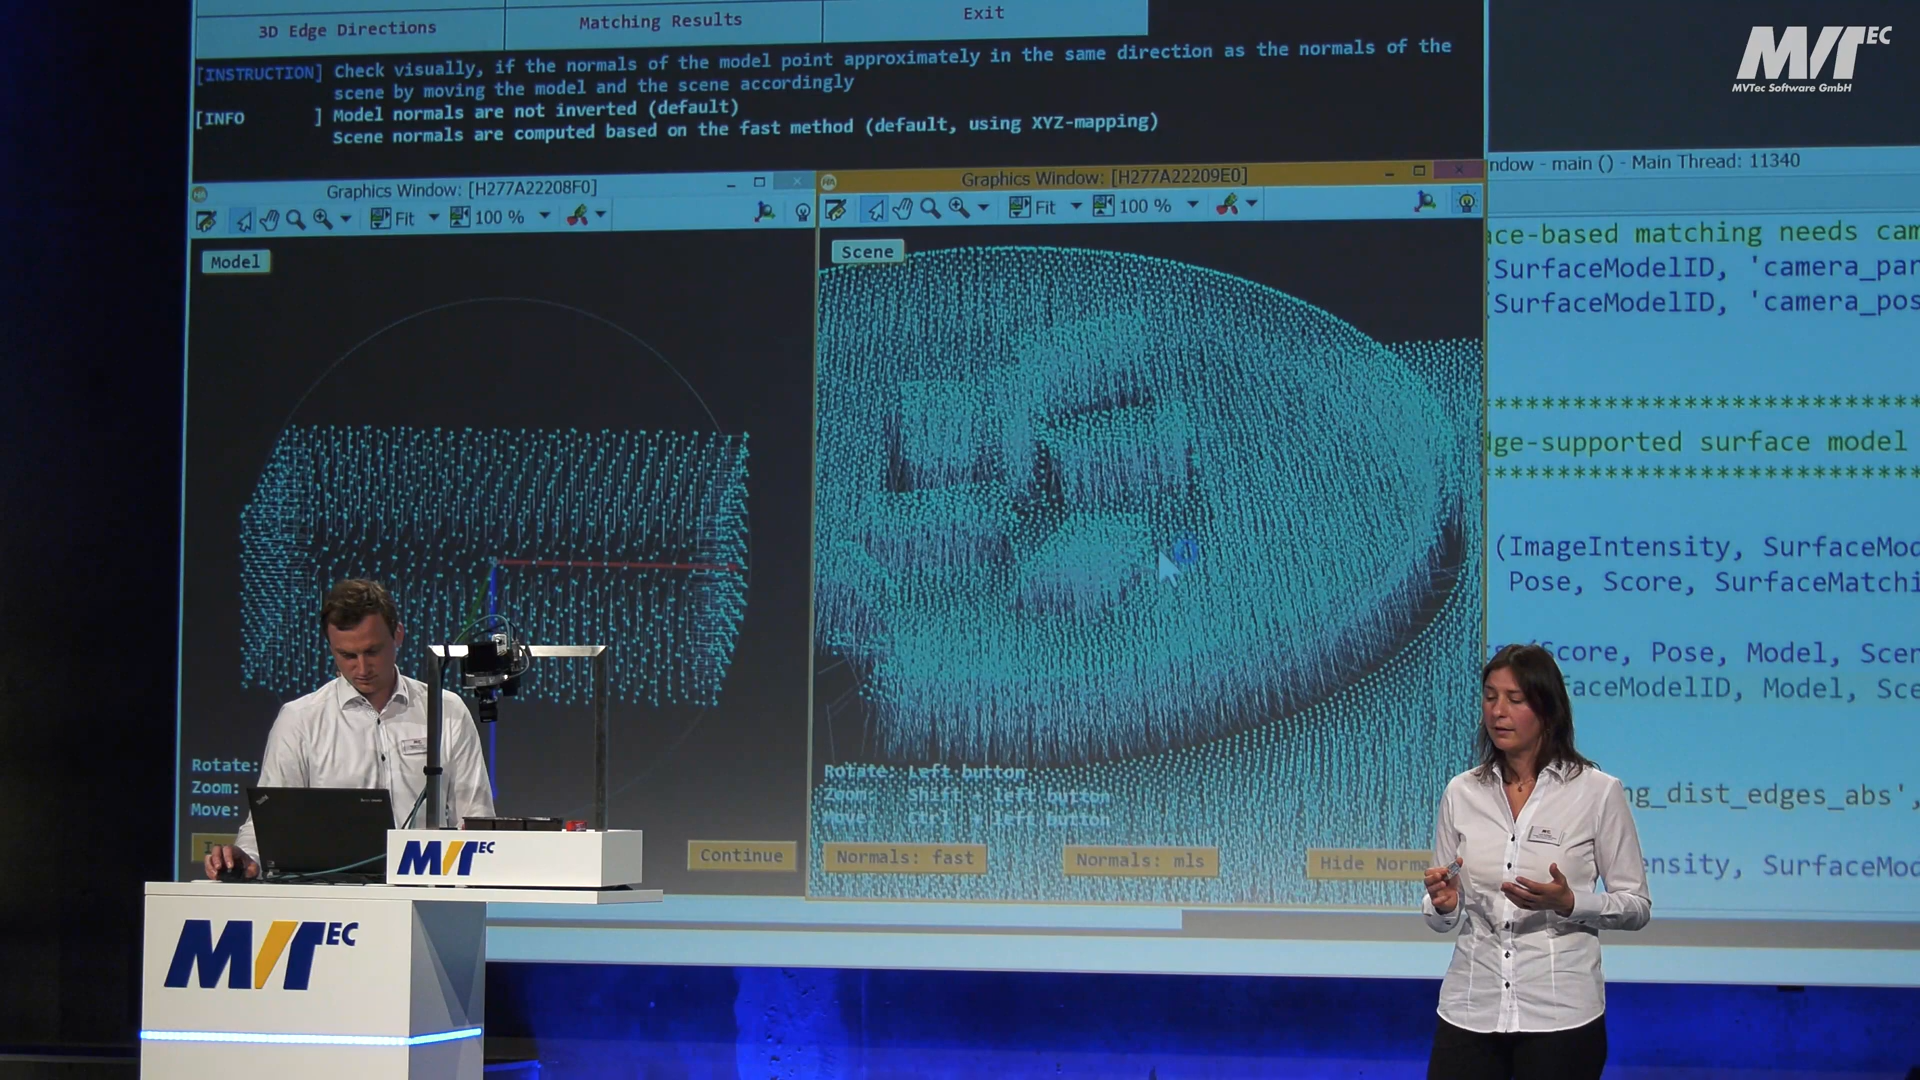 3D Edge Directions
Matching Results
Exit
MVTEC
MVTec Software GmbH
[INSTRUCTION] Check visually, if the normals of the model point approximately in the same direction as the normals of the
scene by moving the model and the scene accordingly
[INFO ] Model normals are not inverted (default)
Scene normals are computed based on the fast method (default, using XYZ-mapping)
ndow - main () - Main Thread: 11340
Graphics Window: [H277A22208F0]
Graphics Window: [H277A22209E0]
Fit
100 %
Fit
100 %
Model
Scene
ce-based matching needs cam
(SurfaceModelID, 'camera_par
(SurfaceModelID, 'camera_pos
***************************
ge-supported surface model
***************************
(ImageIntensity, SurfaceMod
Pose, Score, SurfaceMatchi
Score, Pose, Model, Scen
faceModelID, Model, Sce
ng_dist_edges_abs',
ensity, SurfaceMod
Rotate:
Zoom:
Move:
Rotate: Left button
Zoom: Shift + left button
Move: Ctrl + left button
Continue
Normals: fast
Normals: mls
Hide Norma
MVTEC
MVTEC